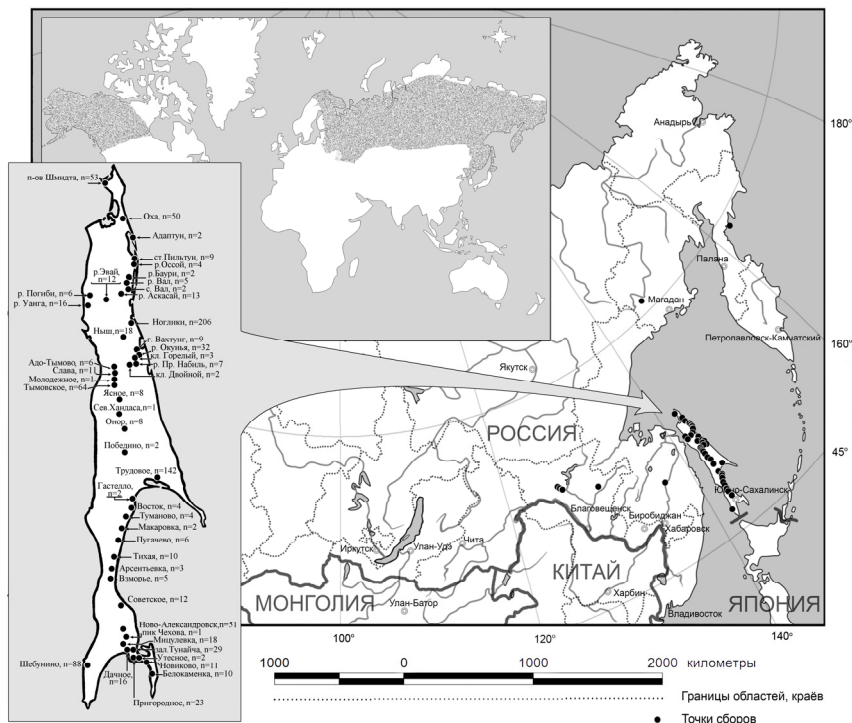 Анадырь
180°
Палана
Магадан
Петропавловск-Камчатский
160°
Якутск
РОССИЯ
45°
Южно-Сахалинск
Благовещенск
Биробиджан
Хабаровск
Иркутск
Улан-Удэ
Чита
КИТАЙ
МОНГОЛИЯ
Улан-Батор
Харбин
Владивосток
ЯПОНИЯ
100°
120°
140°
п-ов Шмидта, n=53
Оха, n=50
Адаптун, n=2
ст.Пильтун, n=9
р.Оссой, n=4
р.Эвай, n=12
р.Баури, n=2
р. Вал, n=5
с. Вал, n=2
р. Аскасай, n=13
р. Погиби, n=6
р. Уанга, n=16
Ноглики, n=206
Ныш, n=18
р. Окунья, n=32
кл. Горелый, n=3
р. Пр. Набиль, n=7
кл. Двойной, n=2
Адо-Тымово, n=6
Слава, n=11
Молодежное, n=1
Тымовское, n=64
Ясное, n=8
Сев.Хандаса, n=1
Онор, n=8
Победино, n=2
Трудовое, n=142
Гастелло, n=2
Восток, n=4
Туманово, n=4
Макаровка, n=2
Пугачево, n=6
Тихая, n=10
Арсентьевка, n=3
Взморье, n=5
Советское, n=12
Ново-Александровск, n=51
пик Чехова, n=1
Мицулевка, n=18
зал.Тунайча, n=29
Утесное, n=2
Новиково, n=11
Белокаменка, n=10
Шебунино, n=88
Дачное, n=16
Пригородное, n=23
1000 0 1000 2000 километры
Границы областей, краёв
Точки сборов